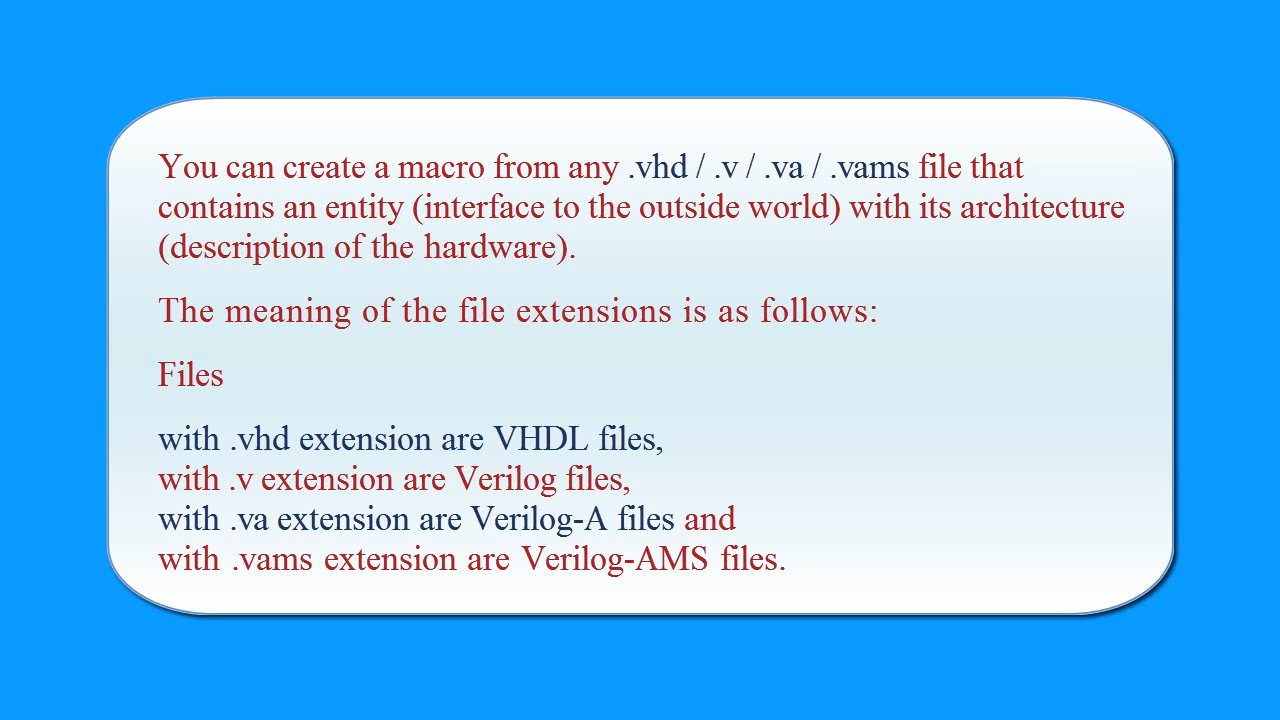 You can create a macro from any .vhd / .v / .va / .vams file that
contains an entity (interface to the outside world) with its architecture
(description of the hardware).
The meaning of the file extensions is as follows:
Files
with .vhd extension are VHDL files,
with .v extension are Verilog files,
with .va extension are Verilog-A files and
with .vams extension are Verilog-AMS files.